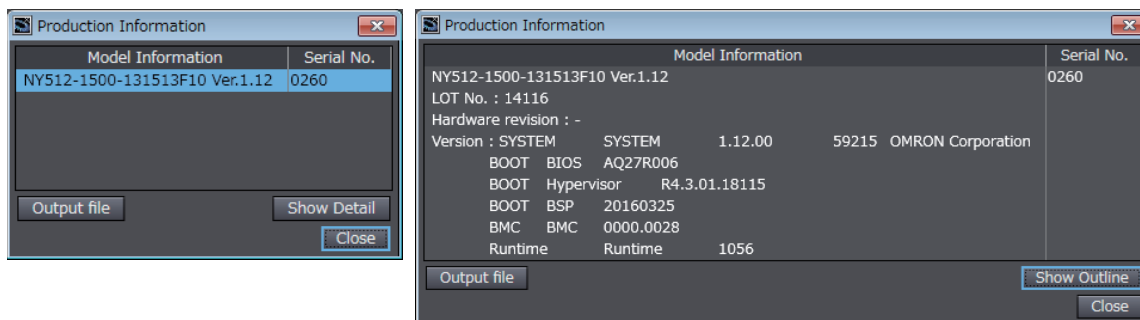 Production Information
Model Information Serial No.
NY512-1500-131513F10 Ver.1.12 0260
Output file Show Detail
Close
Production Information
Model Information Serial No.
NY512-1500-131513F10 Ver.1.12 0260
LOT No. : 14116
Hardware revision : -
Version : SYSTEM SYSTEM 1.12.00 59215 OMRON Corporation
BOOT BIOS AQ27R006
BOOT Hypervisor R4.3.01.18115
BOOT BSP 20160325
BMC BMC 0000.0028
Runtime Runtime 1056
Output file Show Outline
Close